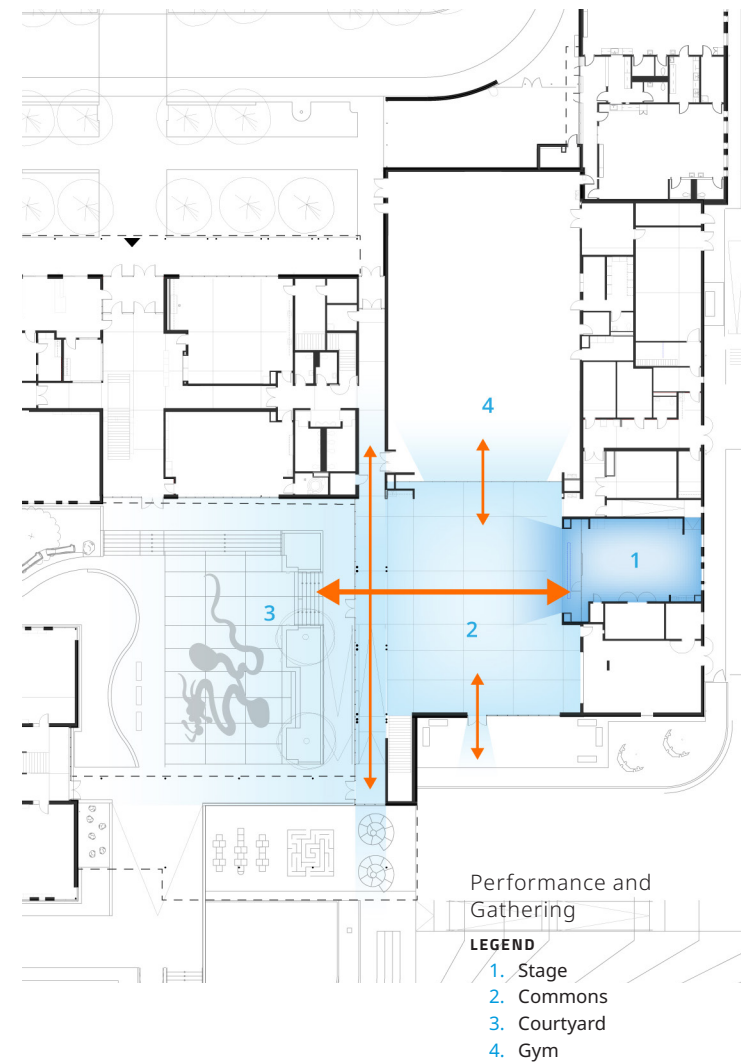 4
1
3
2
Performance and
Gathering
LEGEND
1. Stage
2. Commons
3. Courtyard
4. Gym